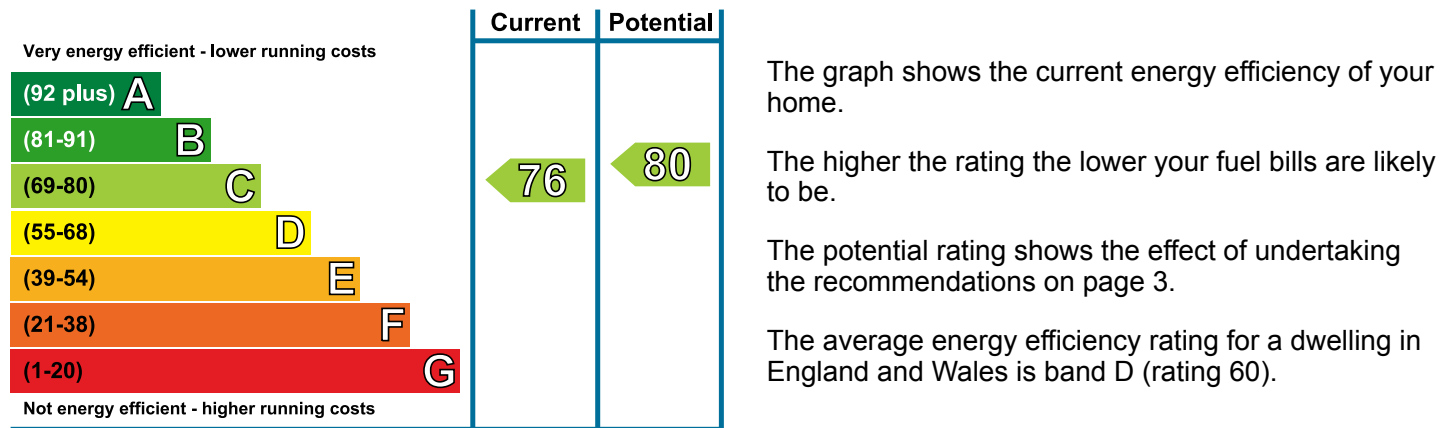 Current Potential
Very energy efficient - lower running costs
(92 plus) A
(81-91) B
(69-80) C
(55-68) D
(39-54) E
(21-38) F
(1-20) G
Not energy efficient - higher running costs
76
80
The graph shows the current energy efficiency of your
home.
The higher the rating the lower your fuel bills are likely
to be.
The potential rating shows the effect of undertaking
the recommendations on page 3.
The average energy efficiency rating for a dwelling in
England and Wales is band D (rating 60).